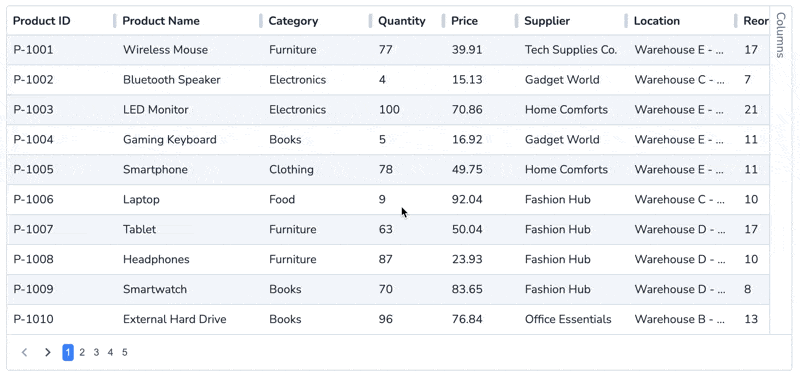 Product ID Product Name Category Quantity Price Supplier Location Reor
Columns
P-1001 Wireless Mouse Furniture 77 39.91 Tech Supplies Co. Warehouse E - ... 17
P-1002 Bluetooth Speaker Electronics 4 15.13 Gadget World Warehouse C - ... 7
P-1003 LED Monitor Electronics 100 70.86 Home Comforts Warehouse E - ... 21
P-1004 Gaming Keyboard Books 5 16.92 Gadget World Warehouse E - ... 11
P-1005 Smartphone Clothing 78 49.75 Home Comforts Warehouse E - ... 11
P-1006 Laptop Food 9 92.04 Fashion Hub Warehouse C - ... 10
P-1007 Tablet Furniture 63 50.04 Fashion Hub Warehouse D - ... 17
P-1008 Headphones Furniture 87 23.93 Fashion Hub Warehouse D - ... 10
P-1009 Smartwatch Books 70 83.65 Fashion Hub Warehouse D - ... 8
P-1010 External Hard Drive Books 96 76.84 Office Essentials Warehouse B - ... 13
1 2 3 4 5